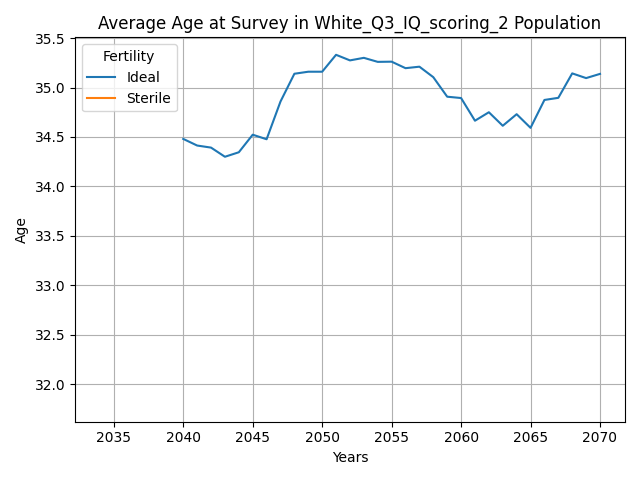 Average Age at Survey in White_Q3_IQ_scoring_2 Population
35.5
35.0
34.5
34.0
33.5
33.0
32.5
32.0
Age
Fertility
Ideal
Sterile
2035 2040 2045 2050 2055 2060 2065 2070
Years